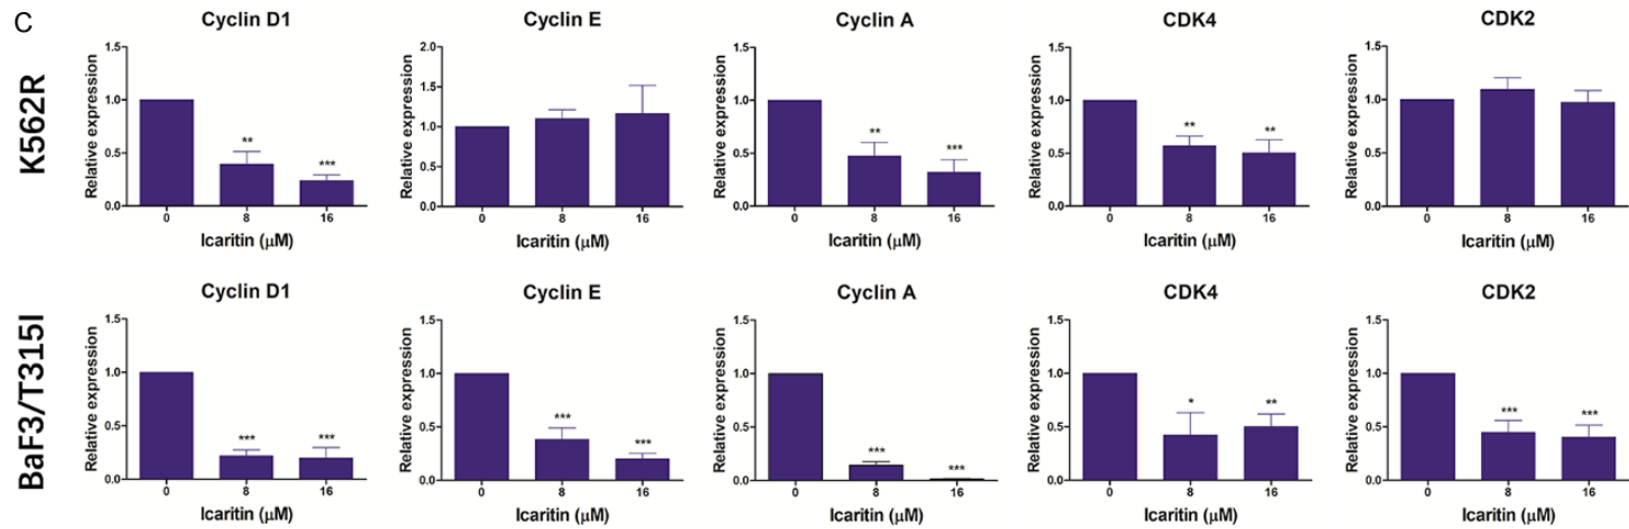 C
K562R
Cyclin D1
Relative expression
1.5
1.0
0.5
0.0
**
***
0 8 16
Icaritin (μM)
Cyclin E
Relative expression
2.0
1.5
1.0
0.5
0.0
0 8 16
Icaritin (μM)
Cyclin A
Relative expression
1.5
1.0
0.5
0.0
**
***
0 8 16
Icaritin (μM)
CDK4
Relative expression
1.5
1.0
0.5
0.0
** **
0 8 16
Icaritin (μM)
CDK2
Relative expression
1.5
1.0
0.5
0.0
0 8 16
Icaritin (μM)
BaF3/T315I
Cyclin D1
Relative expression
1.5
1.0
0.5
0.0
*** ***
0 8 16
Icaritin (μM)
Cyclin E
Relative expression
1.5
1.0
0.5
0.0
***
***
0 8 16
Icaritin (μM)
Cyclin A
Relative expression
1.5
1.0
0.5
0.0
***
***
0 8 16
Icaritin (μM)
CDK4
Relative expression
1.5
1.0
0.5
0.0
* **
0 8 16
Icaritin (μM)
CDK2
Relative expression
1.5
1.0
0.5
0.0
*** ***
0 8 16
Icaritin (μM)